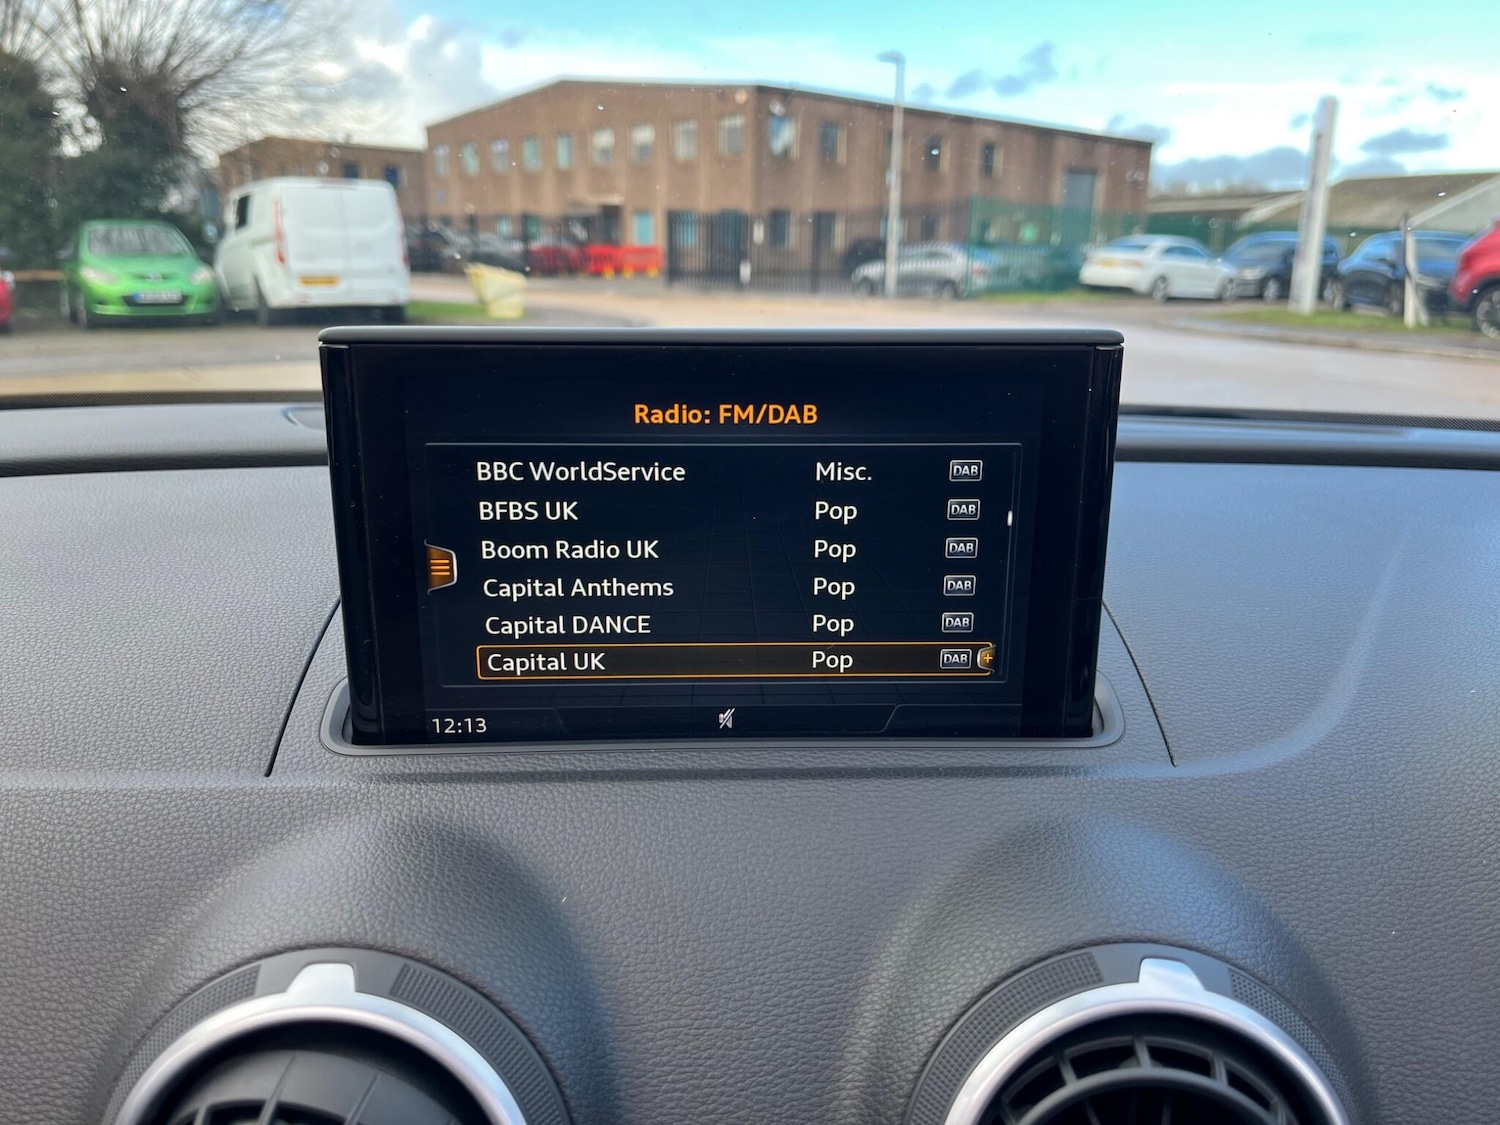 Radio: FM/DAB
BBC WorldService Misc. DAB
BFBS UK Pop DAB
Boom Radio UK Pop DAB
Capital Anthems Pop DAB
Capital DANCE Pop DAB
Capital UK Pop DAB +
12:13